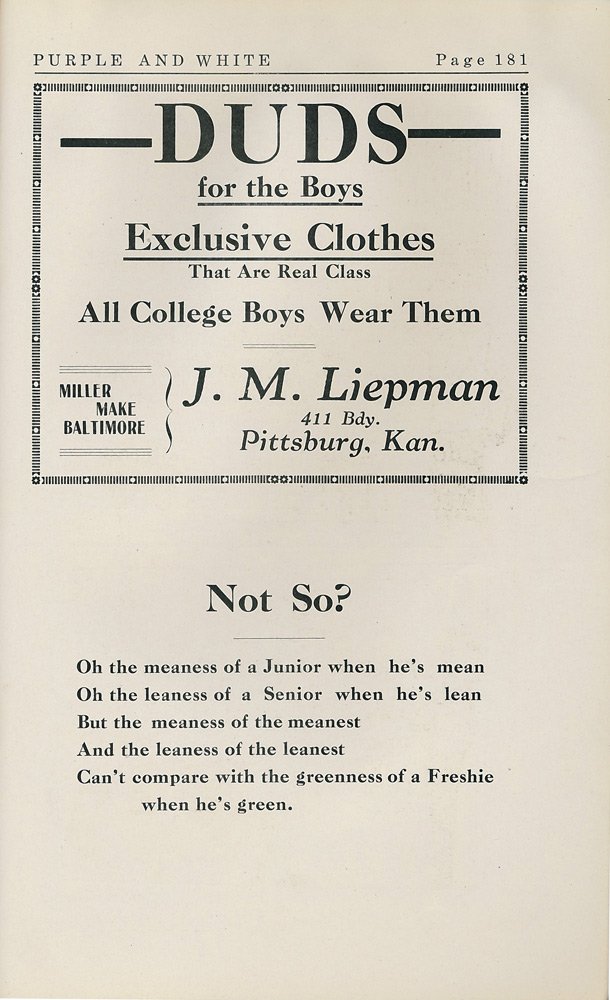 PURPLE AND WHITE Page 181
DUDS
for the Boys
Exclusive Clothes
That Are Real Class
All College Boys Wear Them
MILLER
MAKE
BALTIMORE
J. M. Liepman
411 Bdy.
Pittsburg, Kan.
Not So?
Oh the meaness of a Junior when he's mean
Oh the leaness of a Senior when he's lean
But the meaness of the meanest
And the leaness of the leanest
Can't compare with the greenness of a Freshie
when he's green.